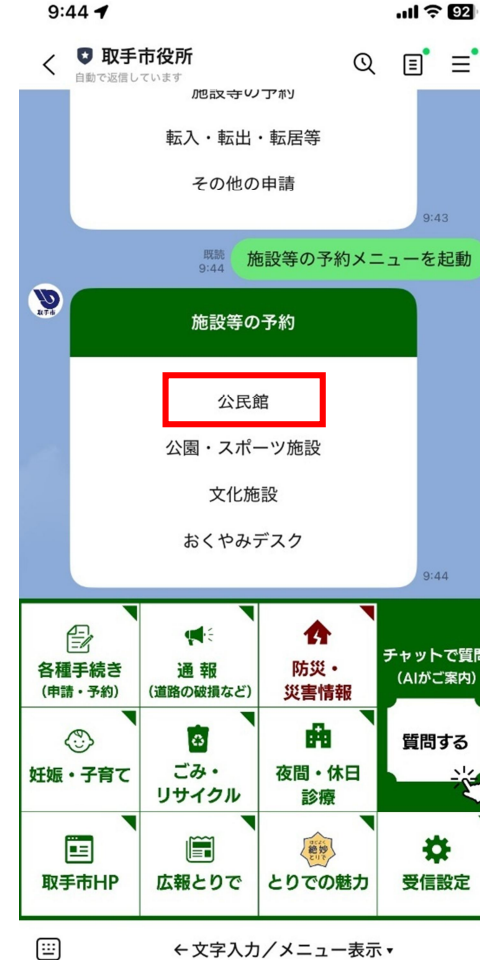 9:44
92
取手市役所
自動で返信しています
施設等の予約
転入・転出・転居等
その他の申請
9:43
既読
9:44
施設等の予約メニューを起動
取手市
施設等の予約
公民館
公園・スポーツ施設
文化施設
おくやみデスク
9:44
各種手続き
(申請・予約)
通 報
(道路の破損など)
防災・
災害情報
チャットで質問
(AIがご案内)
質問する
妊娠・子育て
ごみ・
リサイクル
夜間・休日
診療
取手市HP
広報とりで
ほどよく
絶妙
とりで
とりでの魅力
受信設定
←文字入力/メニュー表示▾